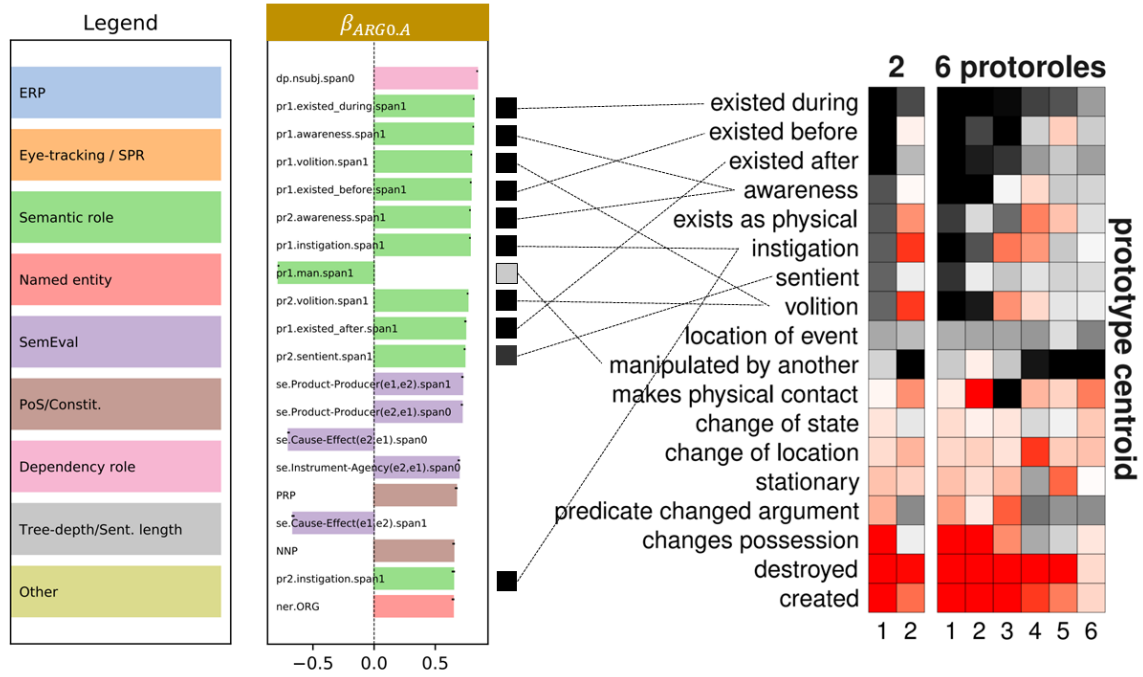 Legend
ERP
Eye-tracking / SPR
Semantic role
Named entity
SemEval
PoS/Constit.
Dependency role
Tree-depth/Sent. length
Other
β_ARG0.A
dp.nsubj.span0
pr1.existed_during.span1
pr1.awareness.span1
pr1.volition.span1
pr1.existed_before.span1
pr2.awareness.span1
pr1.instigation.span1
pr1.man.span1
pr2.volition.span1
pr1.existed_after.span1
pr2.sentient.span1
se.Product-Producer(e1,e2).span1
se.Product-Producer(e2,e1).span0
se.Cause-Effect(e2,e1).span0
se.Instrument-Agency(e2,e1).span0
PRP
se.Cause-Effect(e1,e2).span1
NNP
pr2.instigation.span1
ner.ORG
−0.5 0.0 0.5
2 6 protoroles
existed during
existed before
existed after
awareness
exists as physical
instigation
sentient
volition
location of event
manipulated by another
makes physical contact
change of state
change of location
stationary
predicate changed argument
changes possession
destroyed
created
1 2 1 2 3 4 5 6
prototype centroid